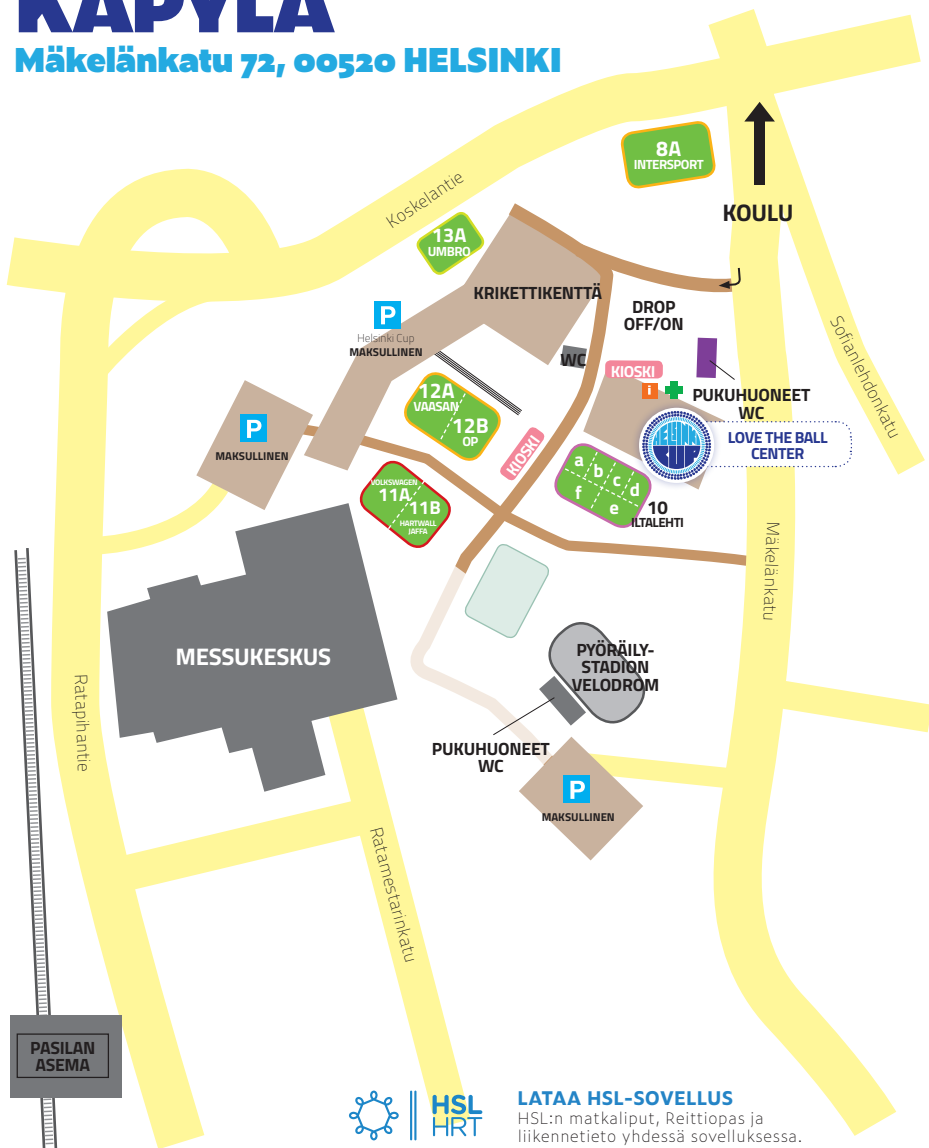 KÄPYLÄ
Mäkelänkatu 72, 00520 HELSINKI
8A
INTERSPORT
KOULU
Koskelantie
13A
UMBRO
KRIKETTIKENTTÄ
DROP
OFF/ON
P
Helsinki Cup
MAKSULLINEN
WC
KIOSKI
i
PUKUHUONEET
WC
Sofianlehdonkatu
12A
VAASAN
12B
OP
P
MAKSULLINEN
KIOSKI
HELSINKI
CUP
LOVE THE BALL
CENTER
a
b
c
d
f
e
10
ILTALEHTI
VOLKSWAGEN
11A
11B
HARTWALL
JAFFA
Mäkelänkatu
MESSUKESKUS
PYÖRÄILY-
STADION
VELODROM
Ratapihantie
PUKUHUONEET
WC
P
MAKSULLINEN
Ratamestarinkatu
PASILAN
ASEMA
HSL
HRT
LATAA HSL-SOVELLUS
HSL:n matkaliput, Reittiopas ja
liikennetieto yhdessä sovelluksessa.